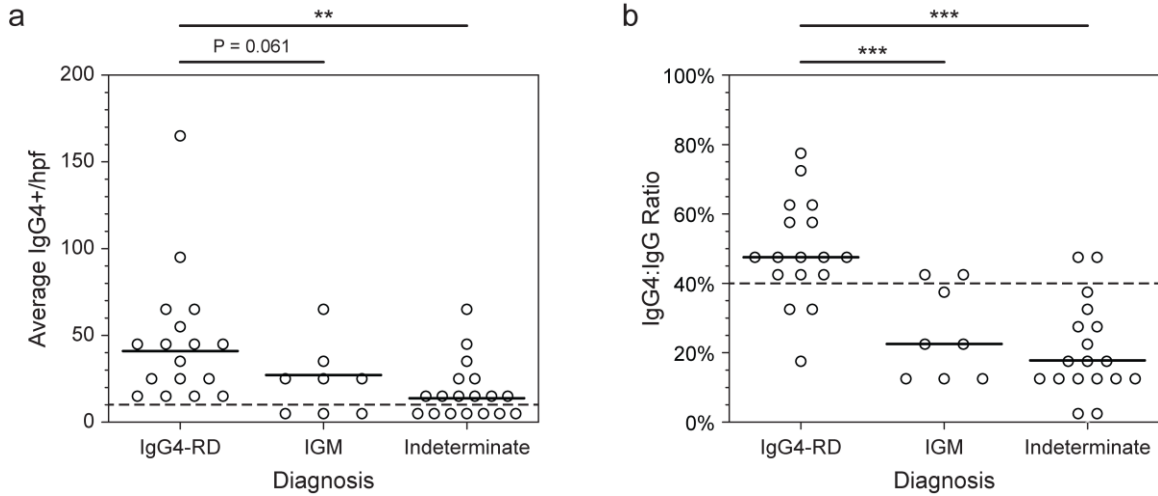 a
**
P = 0.061
200
150
100
50
0
Average IgG4+/hpf
IgG4-RD IGM Indeterminate
Diagnosis
b
***
***
100%
80%
60%
40%
20%
0%
IgG4:IgG Ratio
IgG4-RD IGM Indeterminate
Diagnosis